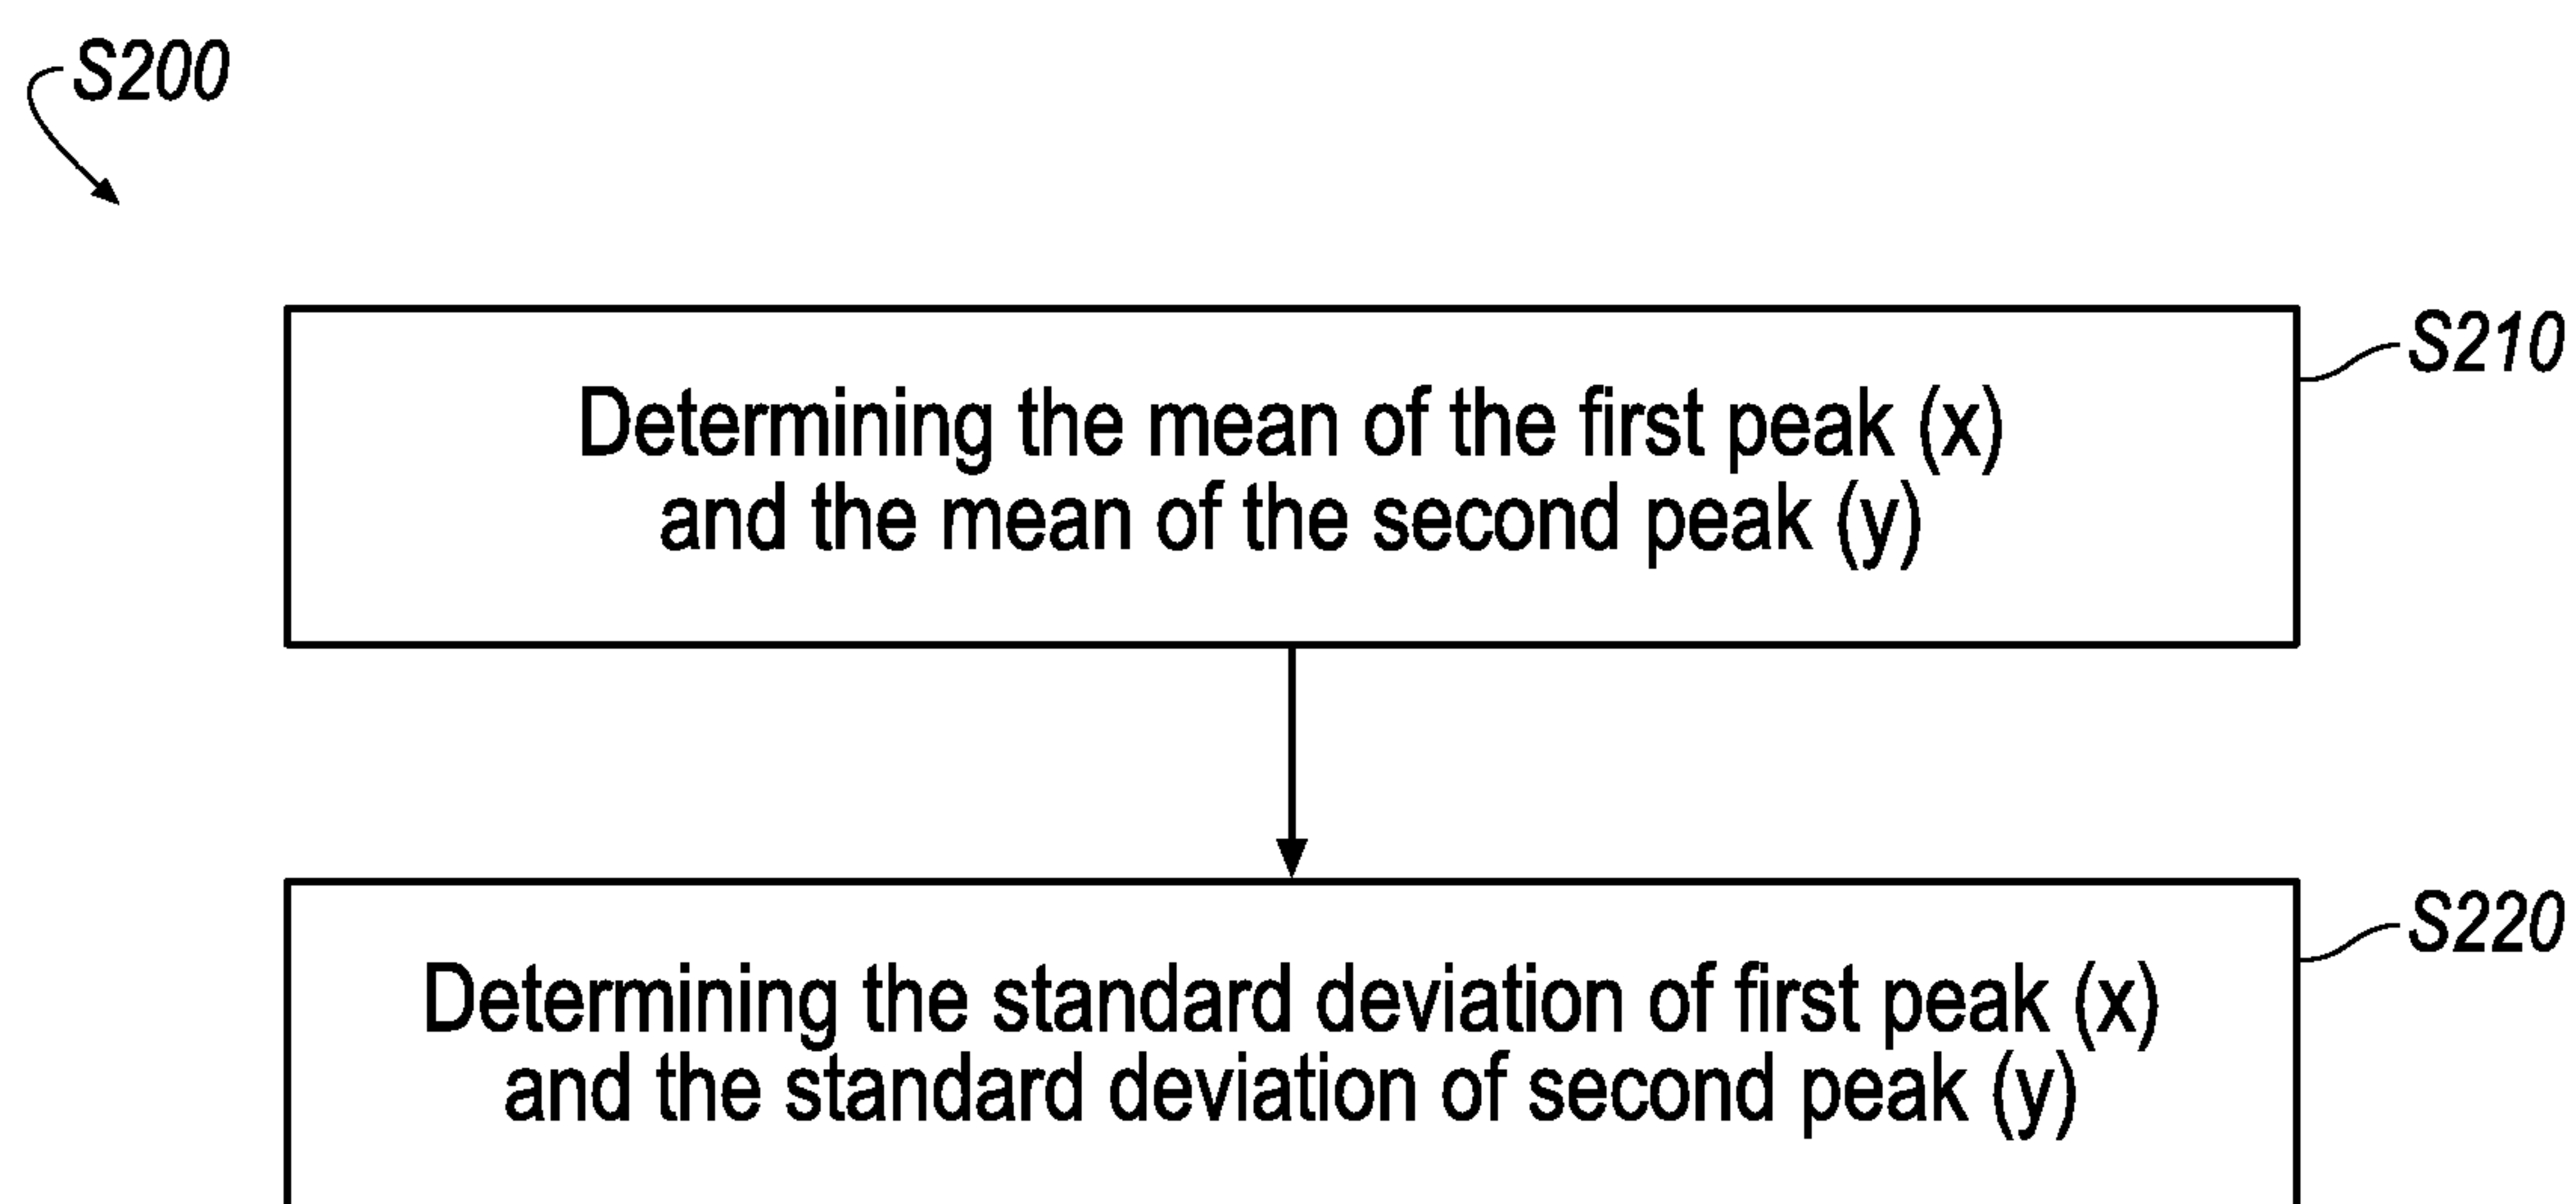 S200
S210
Determining the mean of the first peak (x)
and the mean of the second peak (y)
S220
Determining the standard deviation of first peak (x)
and the standard deviation of second peak (y)